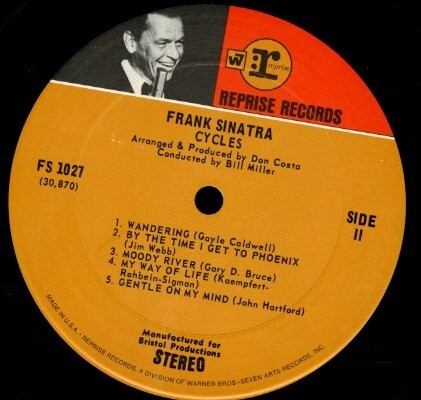 W7
:r
reprise
REPRISE RECORDS
FRANK SINATRA
CYCLES
Arranged & Produced by Don Costa
Conducted by Bill Miller
FS 1027
(30,870)
SIDE
II
1. WANDERING (Gayle Caldwell)
2. BY THE TIME I GET TO PHOENIX
(Jim Webb)
3. MOODY RIVER (Gary D. Bruce)
4. MY WAY OF LIFE (Kaempfert-
Rehbein-Sigman)
5. GENTLE ON MY MIND (John Hartford)
Manufactured for
Bristol Productions
STEREO
MADE IN U.S.A. • REPRISE RECORDS, A DIVISION OF WARNER BROS.-SEVEN ARTS RECORDS, INC.